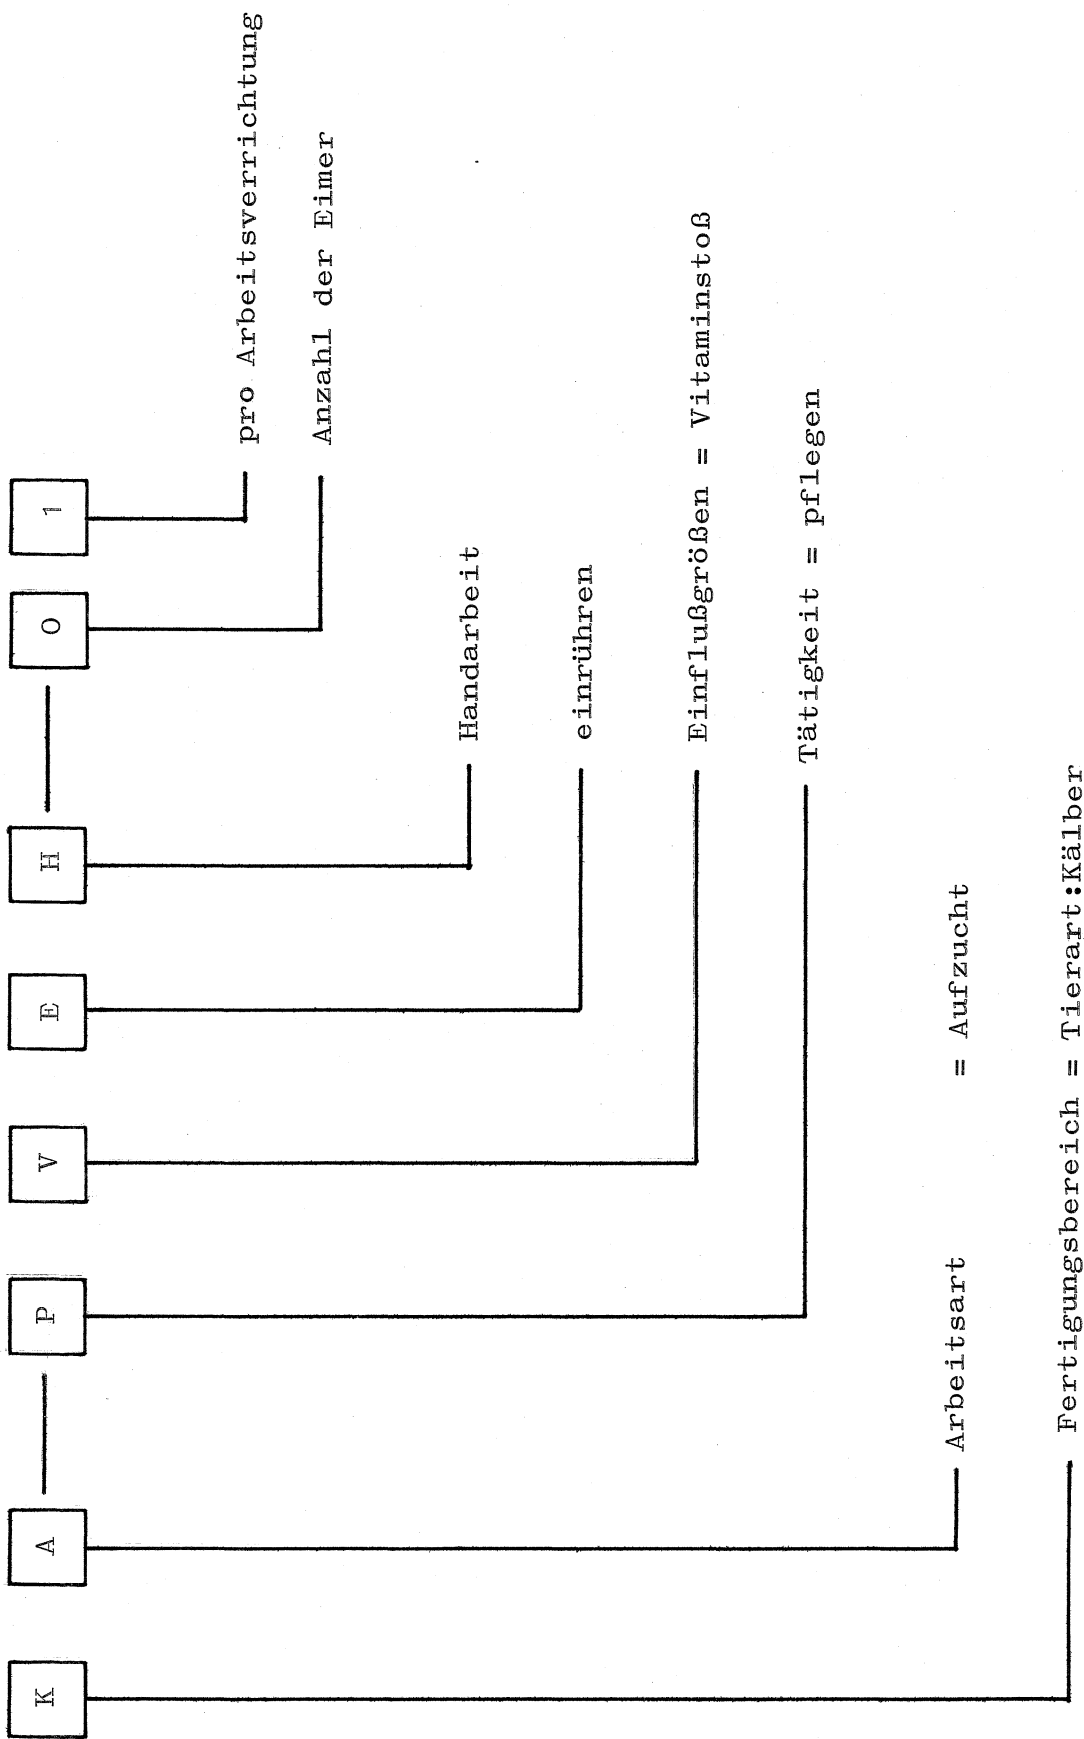 K A — P V E H — O 1
pro Arbeitsverrichtung
Anzahl der Eimer
Handarbeit
einrühren
Einflußgrößen = Vitaminstoß
Tätigkeit = pflegen
Arbeitsart = Aufzucht
Fertigungsbereich = Tierart:Kälber